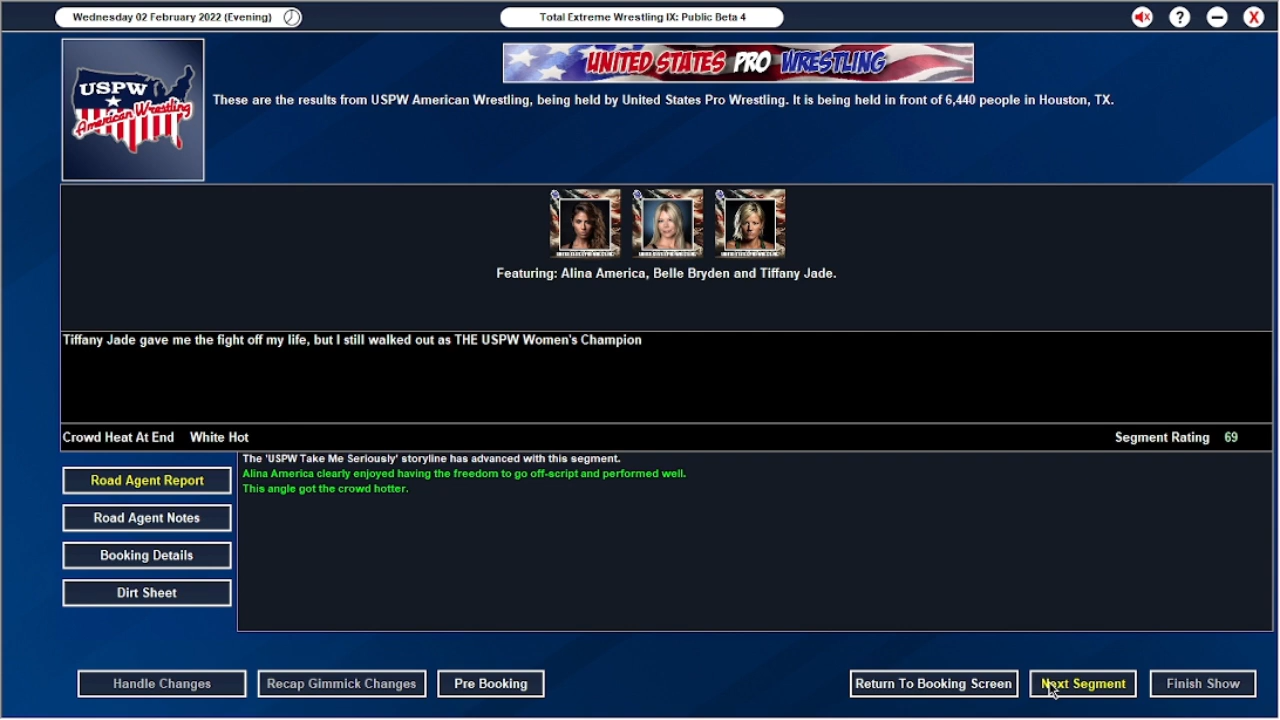 Wednesday 02 February 2022 (Evening)
Total Extreme Wrestling IX: Public Beta 4
?
X
USPW
American Wrestling
UNITED STATES PRO WRESTLING
These are the results from USPW American Wrestling, being held by United States Pro Wrestling. It is being held in front of 6,440 people in Houston, TX.
Featuring: Alina America, Belle Bryden and Tiffany Jade.
Tiffany Jade gave me the fight off my life, but I still walked out as THE USPW Women's Champion
Crowd Heat At End White Hot
Segment Rating 69
The 'USPW Take Me Seriously' storyline has advanced with this segment.
Alina America clearly enjoyed having the freedom to go off-script and performed well.
This angle got the crowd hotter.
Road Agent Report
Road Agent Notes
Booking Details
Dirt Sheet
Handle Changes
Recap Gimmick Changes
Pre Booking
Return To Booking Screen
Next Segment
Finish Show